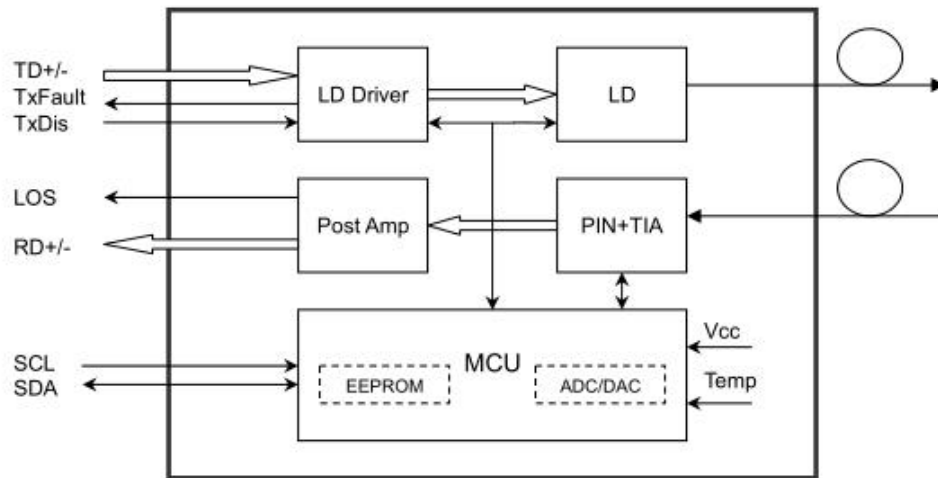 TD+/-
TxFault
TxDis
LD Driver
LD
LOS
RD+/-
Post Amp
PIN+TIA
SCL
SDA
MCU
EEPROM
ADC/DAC
Vcc
Temp